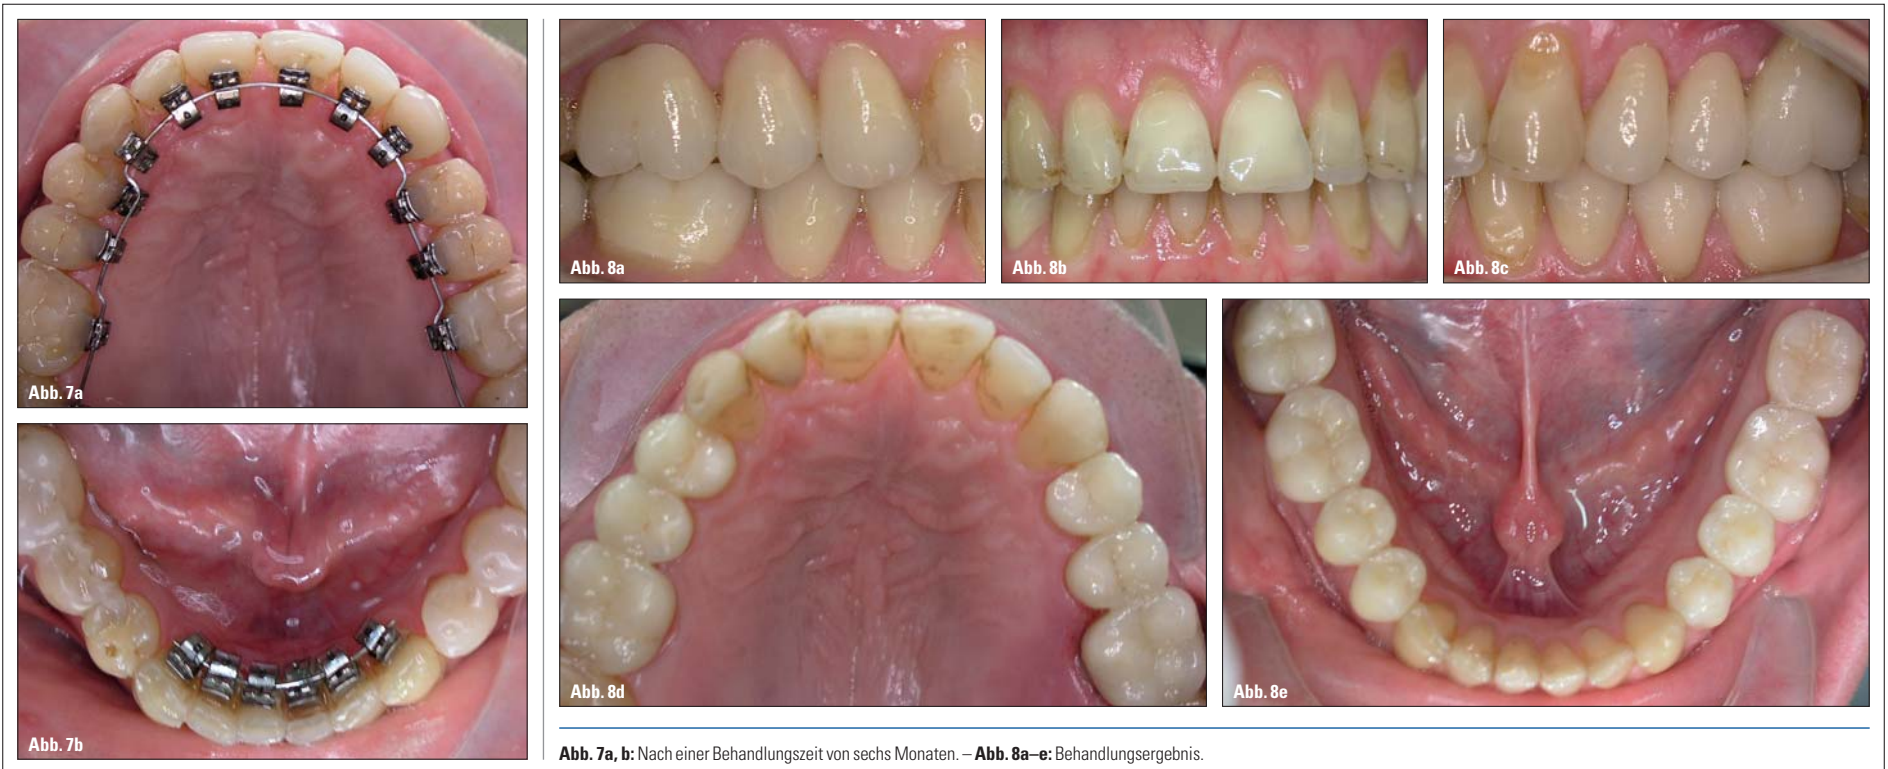 Abb. 7a
Abb. 7b
Abb. 8a
Abb. 8b
Abb. 8c
Abb. 8d
Abb. 8e
Abb. 7a, b: Nach einer Behandlungszeit von sechs Monaten. – Abb. 8a–e: Behandlungsergebnis.